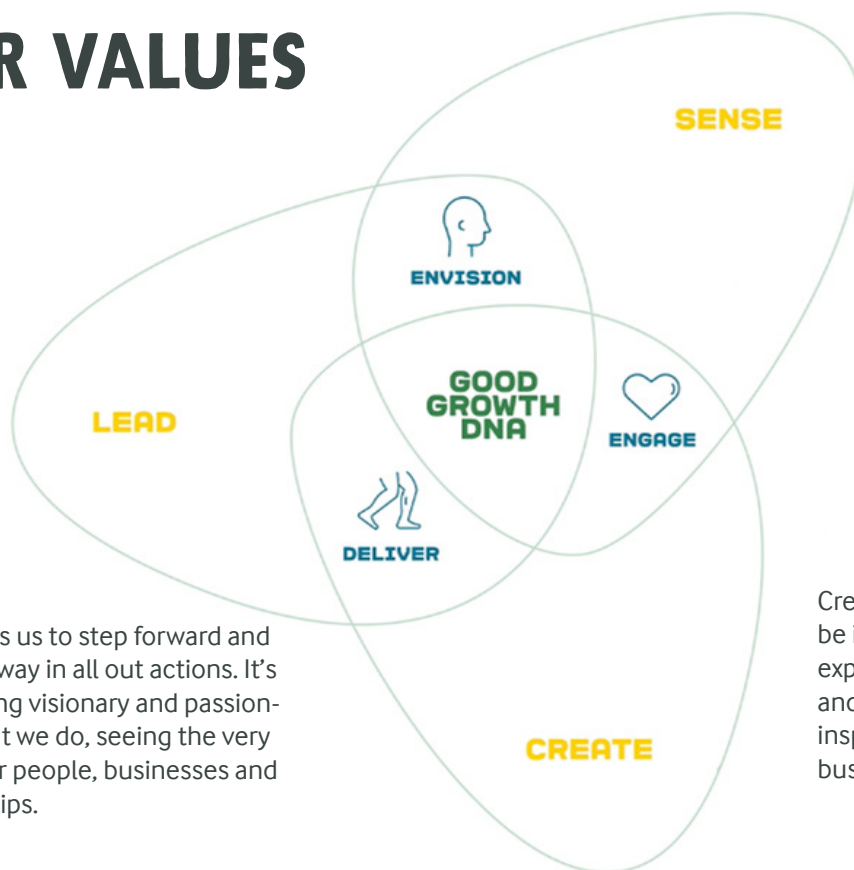 R VALUES
SENSE
ENVISION
GOOD
GROWTH
DNA
LEAD
ENGAGE
DELIVER
s us to step forward and
way in all out actions. It's
ng visionary and passion-
t we do, seeing the very
r people, businesses and
ips.
CREATE
Cre
be i
exp
and
insp
bus